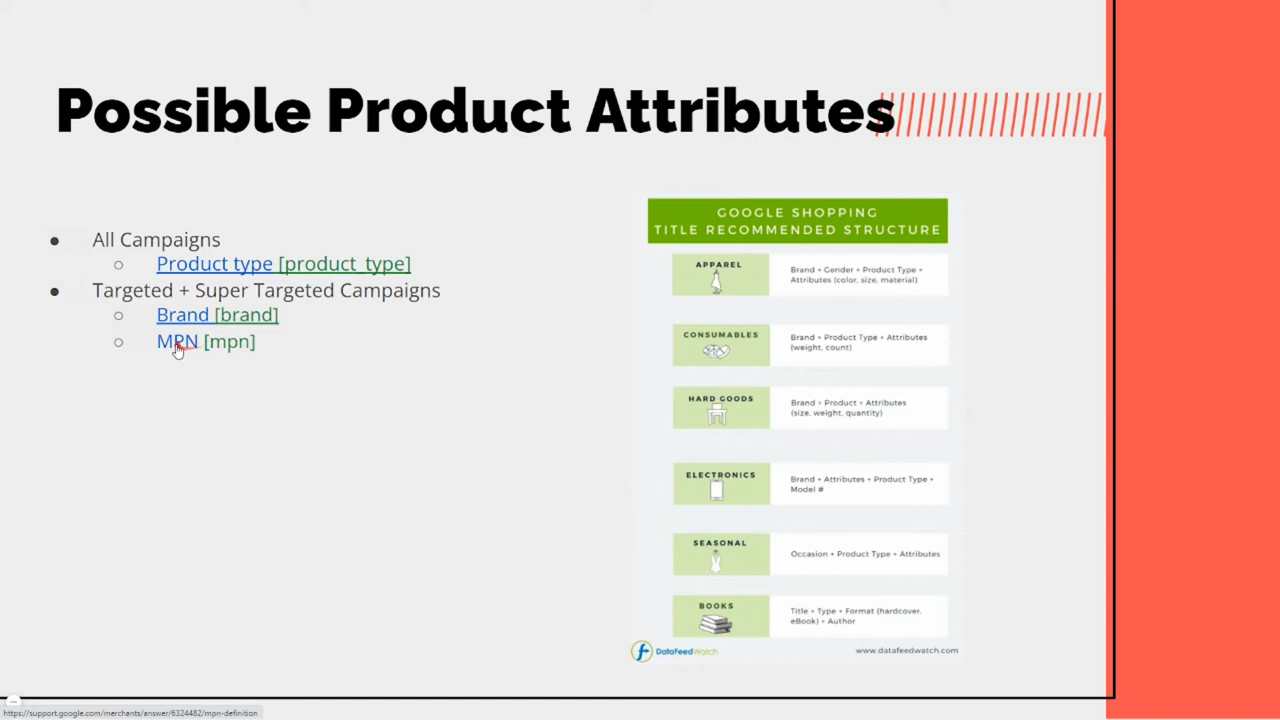 Possible Product Attributes
All Campaigns
Product type [product_type]
Targeted + Super Targeted Campaigns
Brand [brand]
MPN [mpn]
GOOGLE SHOPPING
TITLE RECOMMENDED STRUCTURE
APPAREL
Brand + Gender + Product Type +
Attributes (color, size, material)
CONSUMABLES
Brand + Product Type + Attributes
(weight, count)
HARD GOODS
Brand + Product + Attributes
(size, weight, quantity)
ELECTRONICS
Brand + Attributes + Product Type +
Model #
SEASONAL
Occasion + Product Type + Attributes
BOOKS
Title + Type + Format (hardcover,
eBook) + Author
DataFeedWatch
www.datafeedwatch.com
https://support.google.com/merchants/answer/6324482/mpn-definition